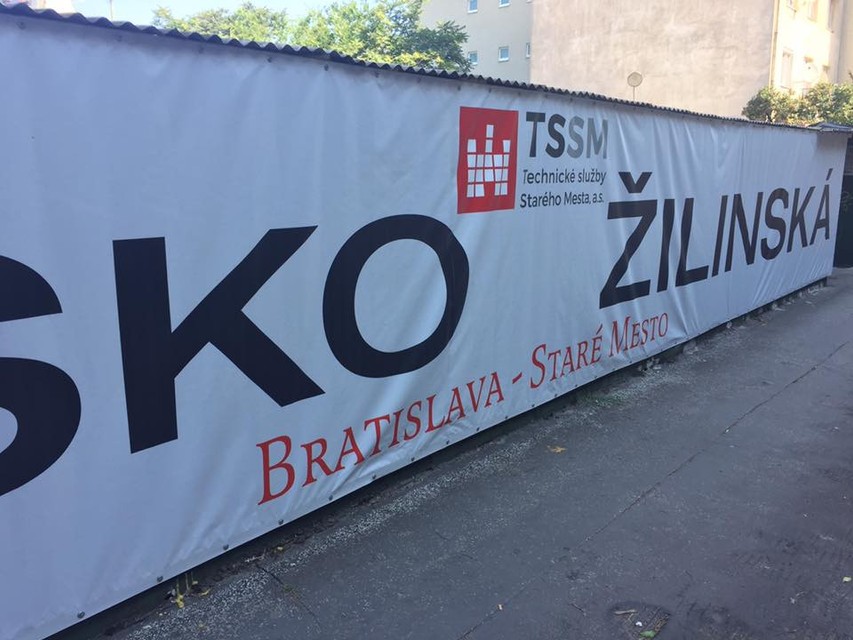 SKO ŽILINSKÁ
TSSM
Technické služby
Starého Mesta, a.s.
BRATISLAVA - STARÉ MESTO